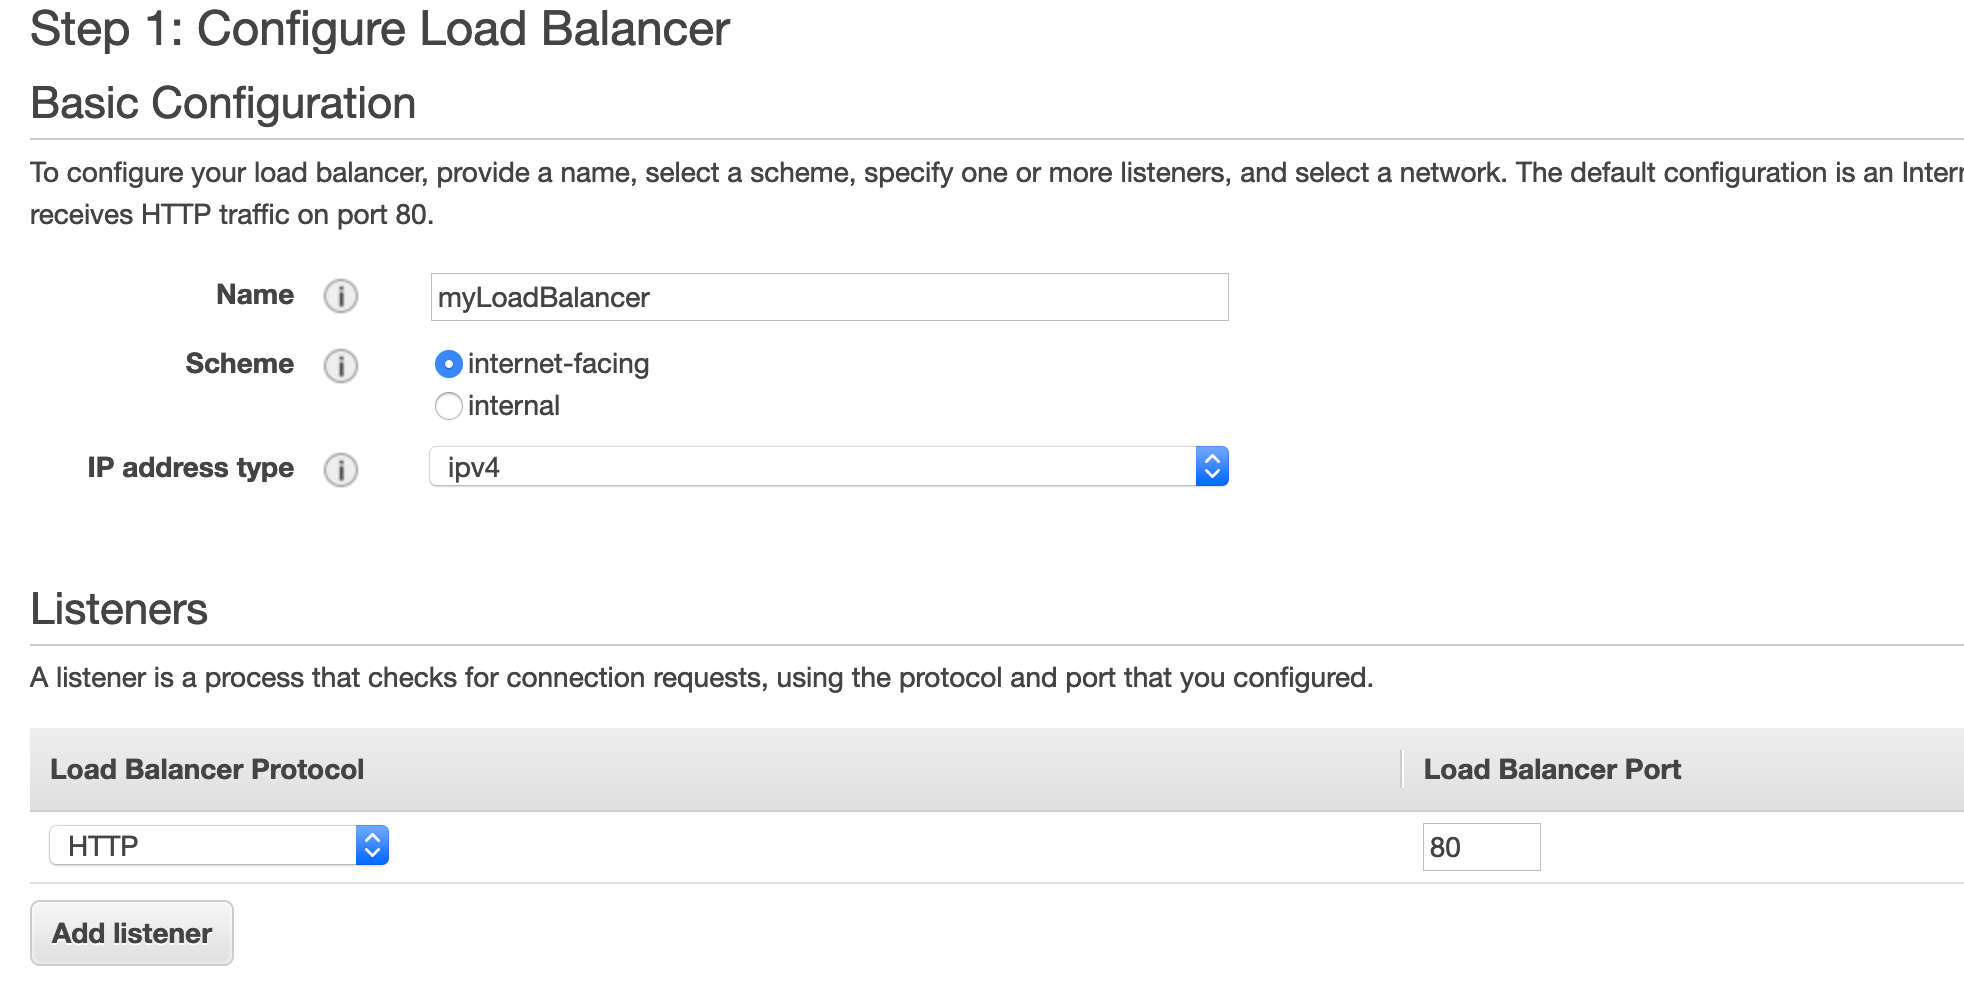 Step 1: Configure Load Balancer
Basic Configuration
To configure your load balancer, provide a name, select a scheme, specify one or more listeners, and select a network. The default configuration is an
receives HTTP traffic on port 80.
Name i myLoadBalancer
Scheme i internet-facing
internal
IP address type i ipv4
Listeners
A listener is a process that checks for connection requests, using the protocol and port that you configured.
Load Balancer Protocol Load Balancer Port
HTTP 80
Add listener